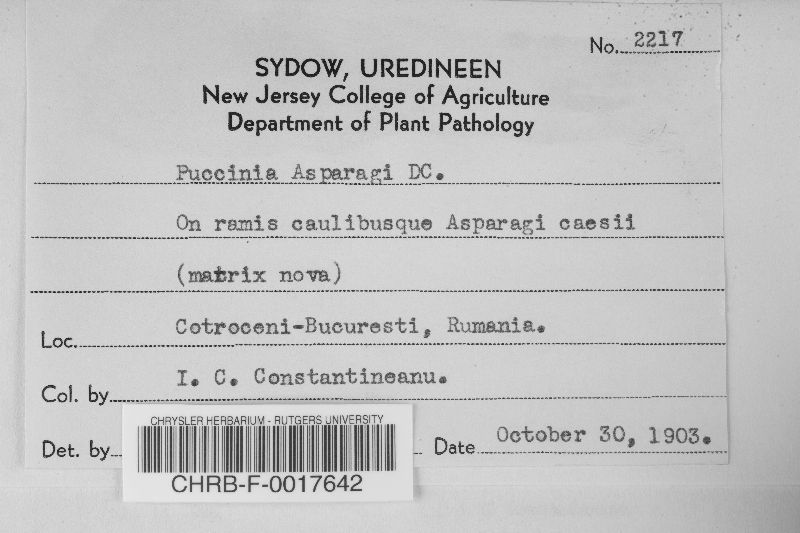 No. 2217
SYDOW, UREDINEEN
New Jersey College of Agriculture
Department of Plant Pathology
Puccinia Asparagi DC.
On ramis caulibusque Asparagi caesii
(matrix nova)
Loc. Cotroceni-Bucuresti, Rumania.
Col. by I. C. Constantineanu.
Det. by
Date October 30, 1903.
CHRYSLER HERBARIUM - RUTGERS UNIVERSITY
CHRB-F-0017642